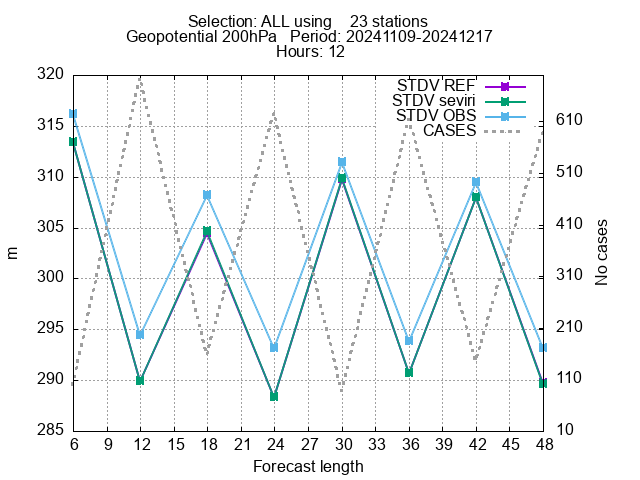 Selection: ALL using    23 stations
Geopotential 200hPa   Period: 20241109-20241217
Hours: 12
STDV REF
STDV seviri
STDV OBS
CASES
320
315
310
305
300
295
290
285
m
610
510
410
310
210
110
10
No cases
6 9 12 15 18 21 24 27 30 33 36 39 42 45 48
Forecast length